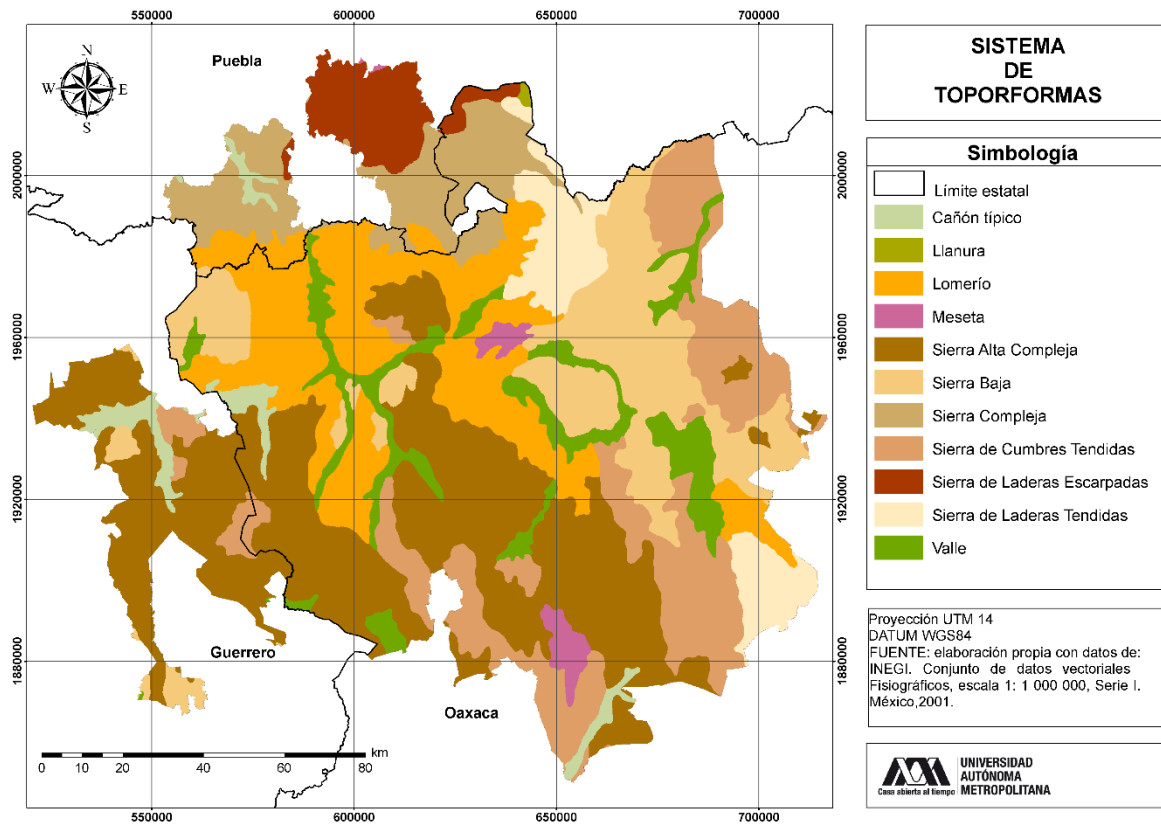 550000
600000
650000
700000
Puebla
N
W
E
S
2000000
1960000
1920000
1880000
2000000
1960000
1920000
1880000
Guerrero
Oaxaca
km
0
10
20
40
60
80
550000
600000
650000
700000
SISTEMA
DE
TOPORFORMAS
Simbología
Límite estatal
Cañón típico
Llanura
Lomerío
Meseta
Sierra Alta Compleja
Sierra Baja
Sierra Compleja
Sierra de Cumbres Tendidas
Sierra de Laderas Escarpadas
Sierra de Laderas Tendidas
Valle
Proyección UTM 14
DATUM WGS84
FUENTE: elaboración propia con datos de:
INEGI. Conjunto de datos vectoriales
Fisiográficos, escala 1: 1 000 000, Serie I.
México,2001.
Casa abierta al tiempo
UNIVERSIDAD
AUTÓNOMA
METROPOLITANA